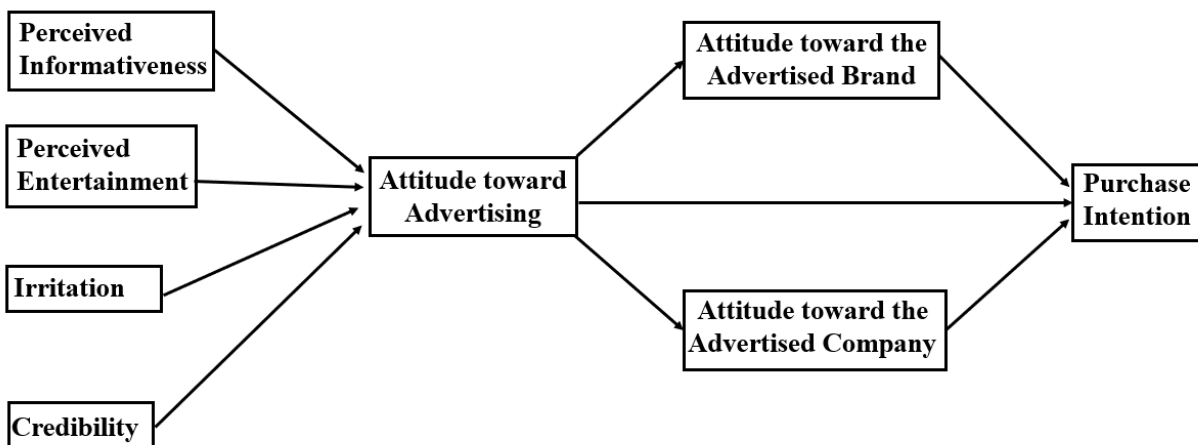 Perceived
Informativeness
Perceived
Entertainment
Irritation
Credibility
Attitude toward
Advertising
Attitude toward the
Advertised Brand
Attitude toward the
Advertised Company
Purchase
Intention